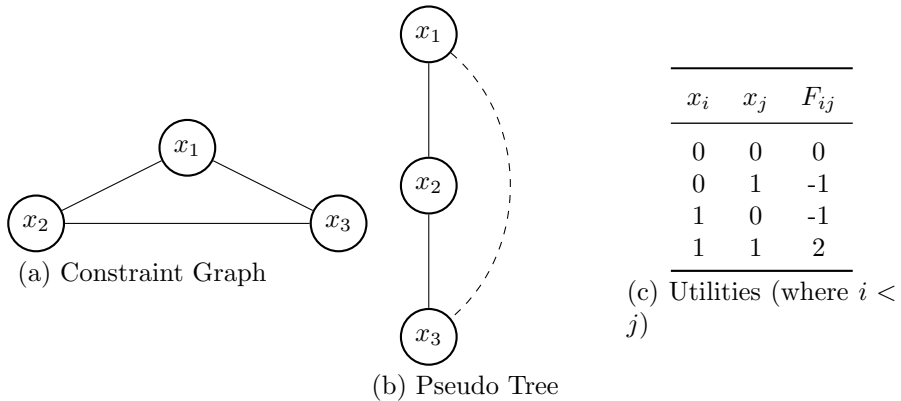 x₁
x₂
x₃
(a) Constraint Graph
x₁
x₂
x₃
(b) Pseudo Tree
xᵢ xⱼ Fᵢⱼ
0 0 0
0 1 -1
1 0 -1
1 1 2
(c) Utilities (where i <
j)